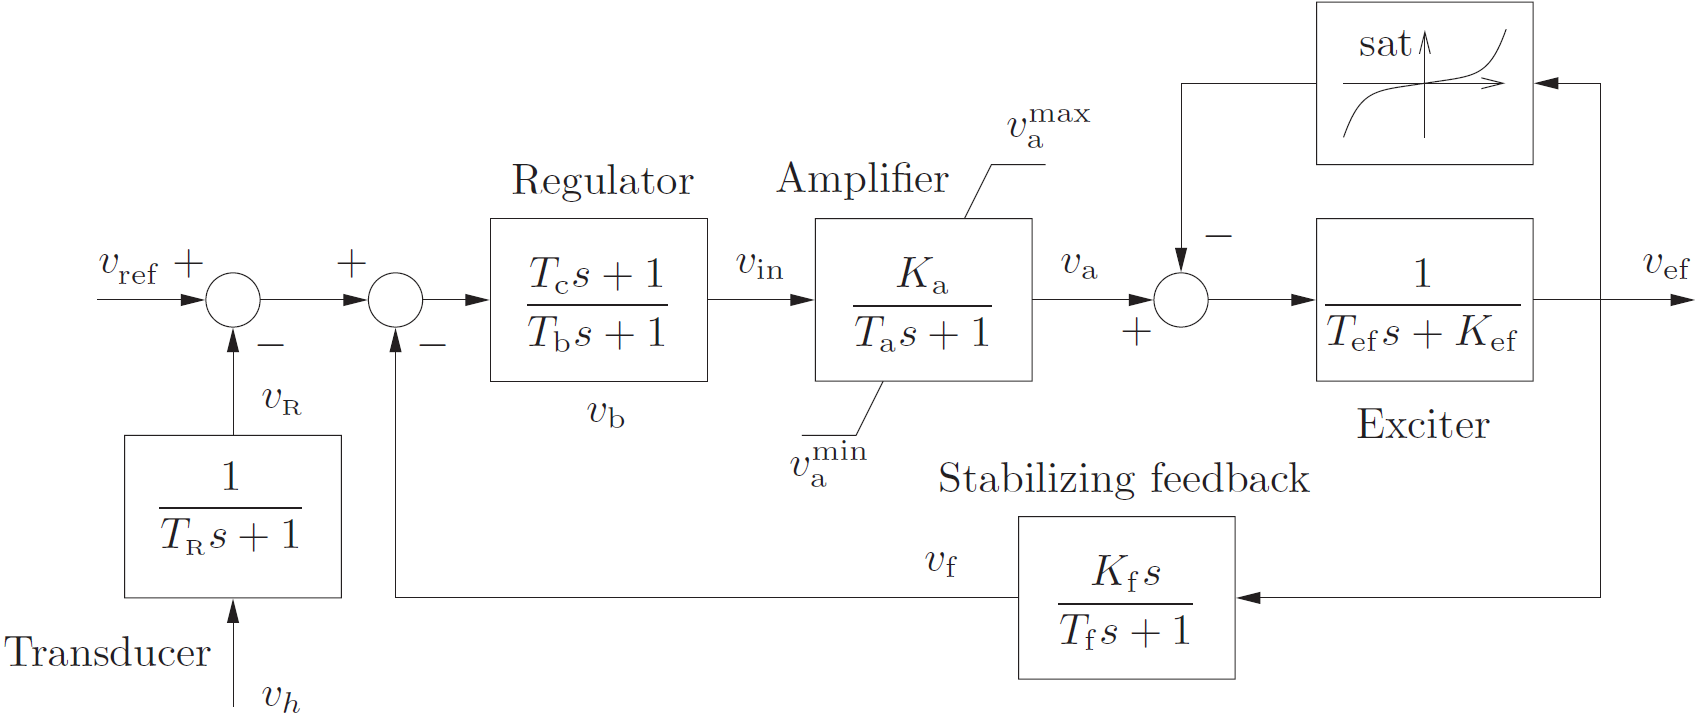 sat
v_a^max
Regulator
Amplifier
v_ref +
+
T_c s + 1
T_b s + 1
v_in
K_a
T_a s + 1
v_a
−
+
1
T_ef s + K_ef
v_ef
−
−
v_R
v_b
v_a^min
Exciter
Stabilizing feedback
1
T_R s + 1
v_f
K_f s
T_f s + 1
Transducer
v_h